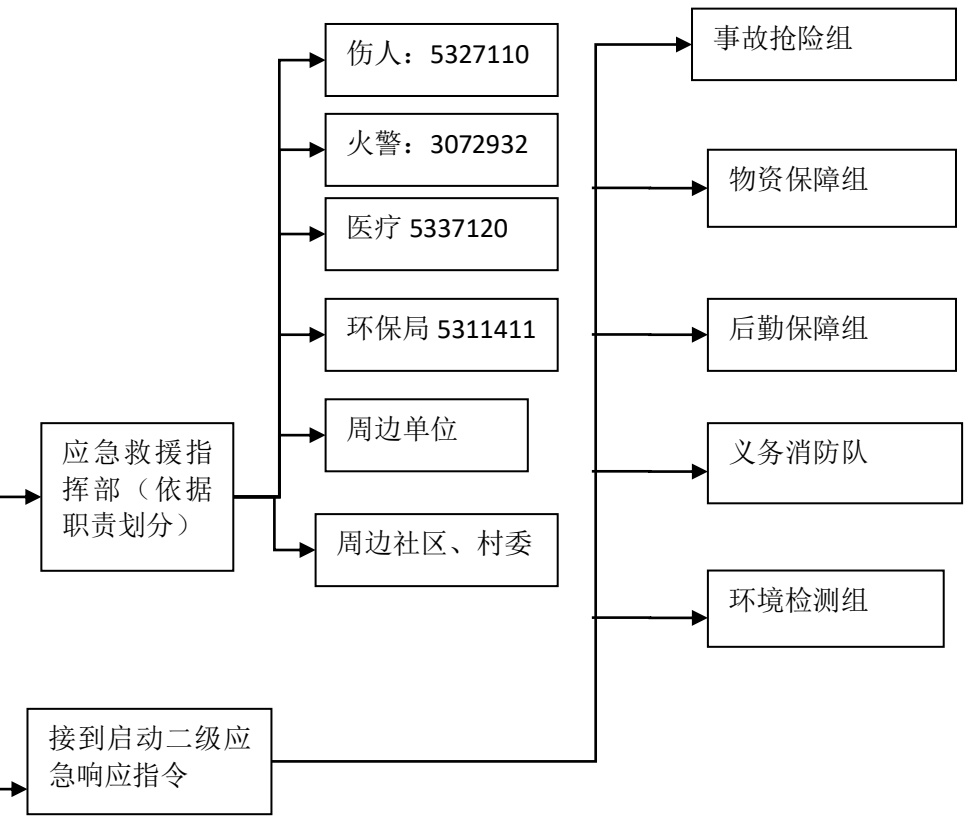 伤人：5327110
火警：3072932
医疗 5337120
环保局 5311411
周边单位
周边社区、村委
应急救援指
挥部（依据
职责划分）
接到启动二级应
急响应指令
事故抢险组
物资保障组
后勤保障组
义务消防队
环境检测组